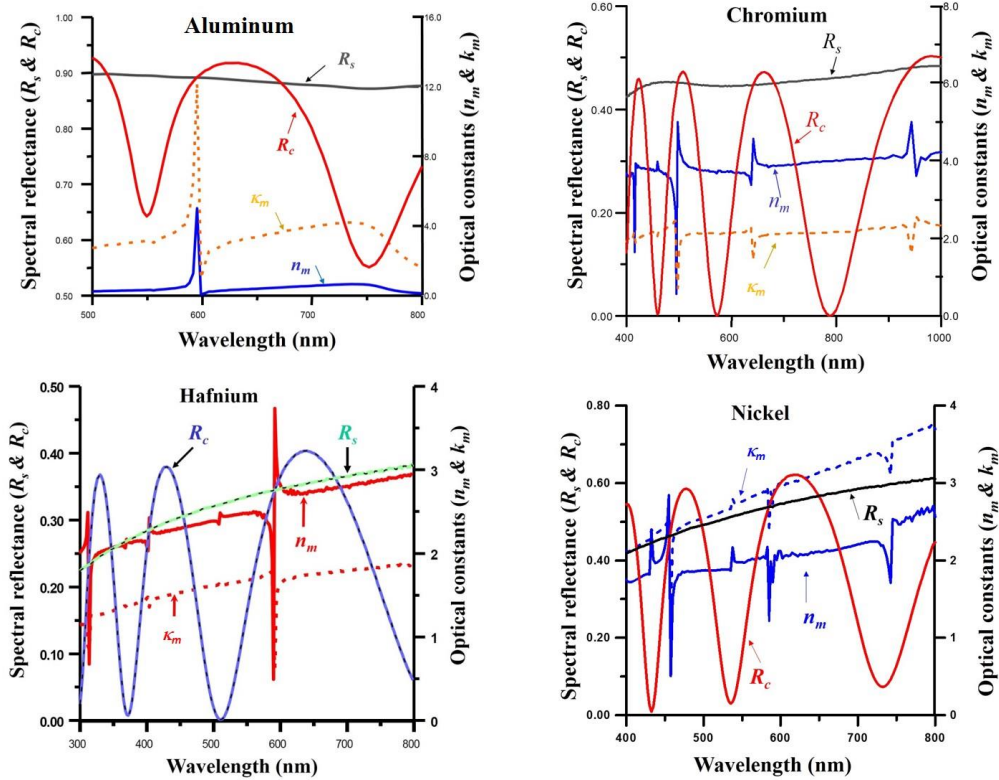 Aluminum
Spectral reflectance (Rs & Rc)
1.00
0.90
0.80
0.70
0.60
0.50
Rs
Rc
κm
nm
16.0
12.0
8.0
4.0
0.0
Optical constants (nm & km)
500
600
700
800
Wavelength (nm)
Chromium
Spectral reflectance (Rs & Rc)
0.60
0.40
0.20
0.00
Rs
Rc
nm
κm
8.0
6.0
4.0
2.0
0.0
Optical constants (nm & km)
400
600
800
1000
Wavelength (nm)
Hafnium
Spectral reflectance (Rs & Rc)
0.50
0.40
0.30
0.20
0.10
0.00
Rc
Rs
nm
κm
4
3
2
1
0
Optical constants (nm & km)
300
400
500
600
700
800
Wavelength (nm)
Nickel
Spectral reflectance (Rs & Rc)
0.80
0.60
0.40
0.20
0.00
κm
Rs
nm
Rc
4
3
2
1
0
Optical constants (nm & km)
400
500
600
700
800
Wavelength (nm)